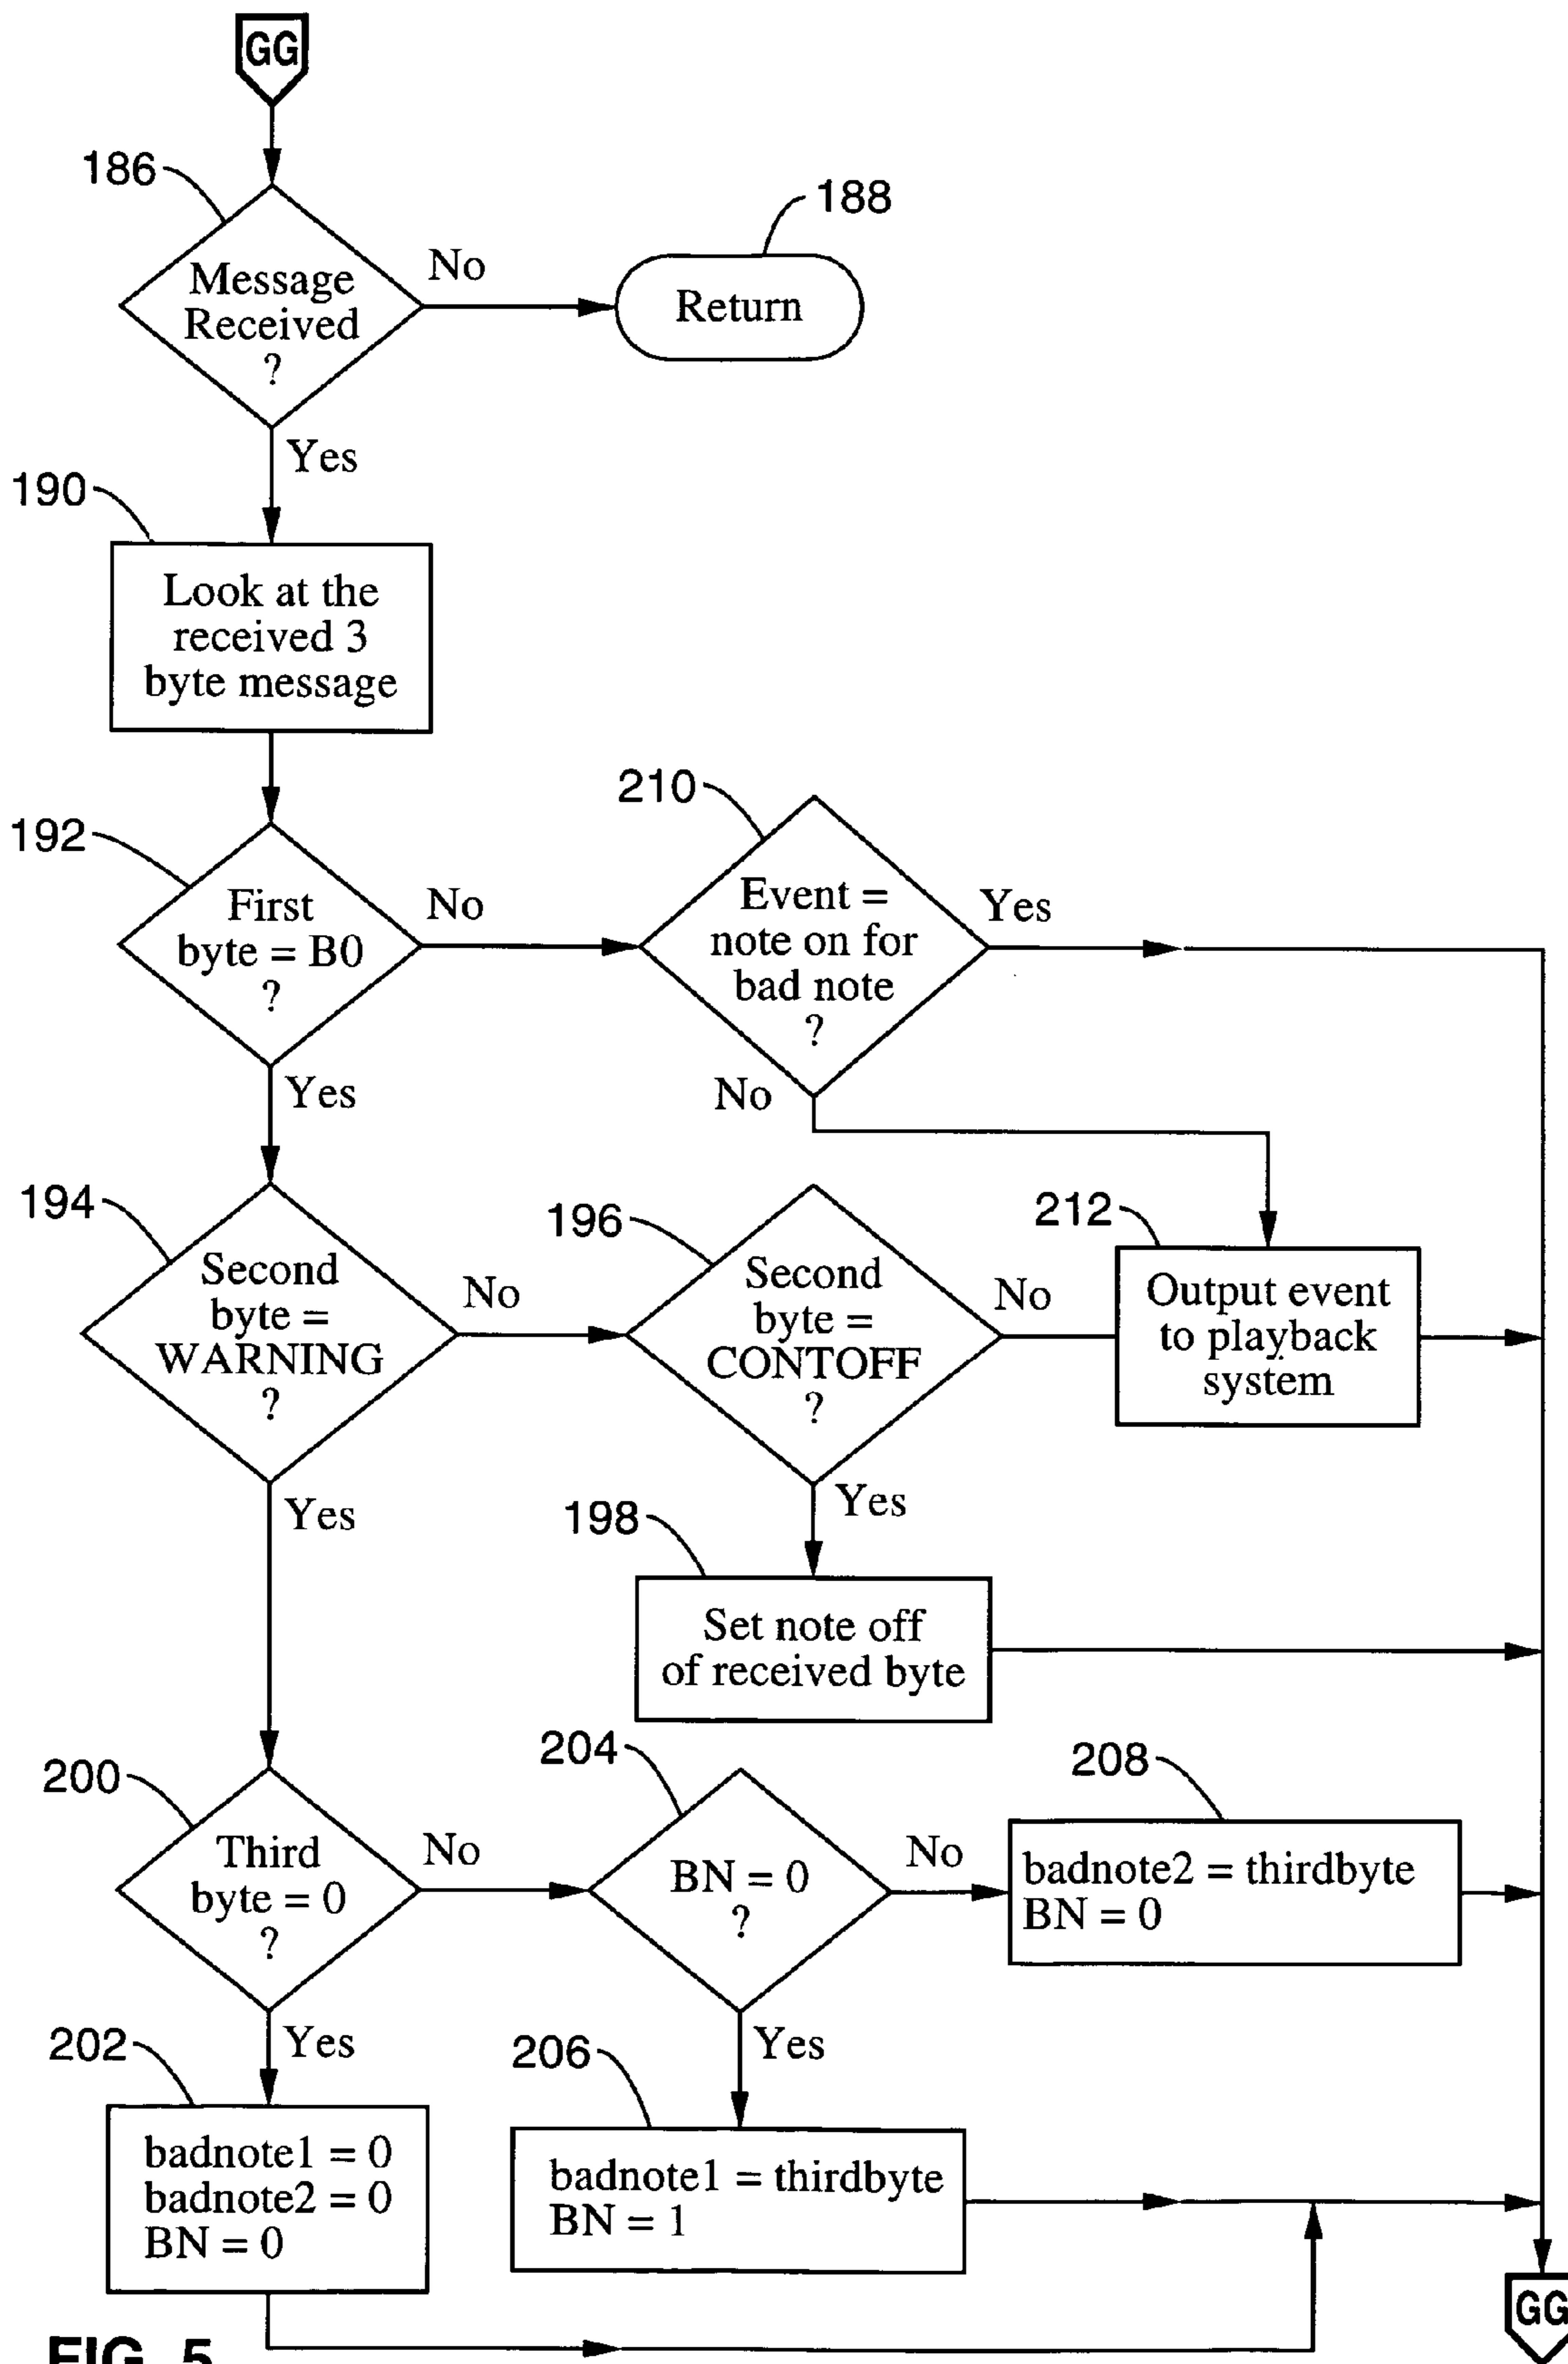 GG
186
188
Message
Received
?
No
Return
Yes
190
Look at the
received 3
byte message
192
210
First
byte = B0
?
No
Event =
note on for
bad note
?
Yes
Yes
No
194
196
212
Second
byte =
WARNING
?
No
Second
byte =
CONTOFF
?
No
Output event
to playback
system
Yes
Yes
198
Set note off
of received byte
200
204
208
Third
byte = 0
?
No
BN = 0
?
No
badnote2 = thirdbyte
BN = 0
202
Yes
206
Yes
badnote1 = 0
badnote2 = 0
BN = 0
badnote1 = thirdbyte
BN = 1
GG
FIG. 5